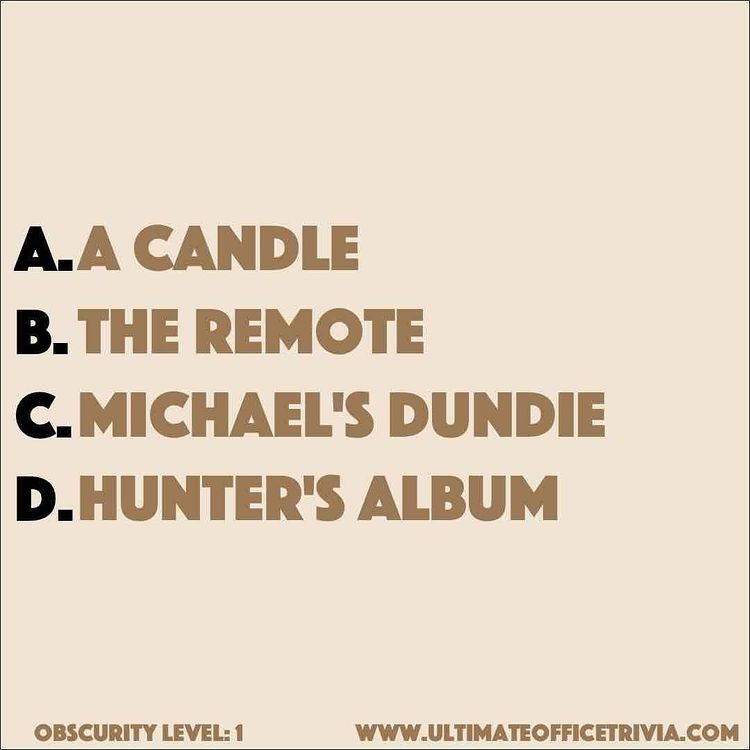 A. A CANDLE
B. THE REMOTE
C. MICHAEL'S DUNDIE
D. HUNTER'S ALBUM
OBSCURITY LEVEL: 1 WWW.ULTIMATEOFFICETRIVIA.COM